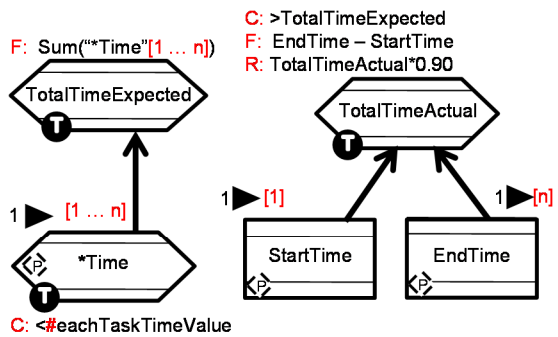 F: Sum(“*Time”[1 … n])
TotalTimeExpected
T
1 [1 … n]
P
*Time
T
C: <#eachTaskTimeValue
C: >TotalTimeExpected
F: EndTime – StartTime
R: TotalTimeActual*0.90
TotalTimeActual
T
1 [1]
StartTime
P
1 [n]
EndTime
P